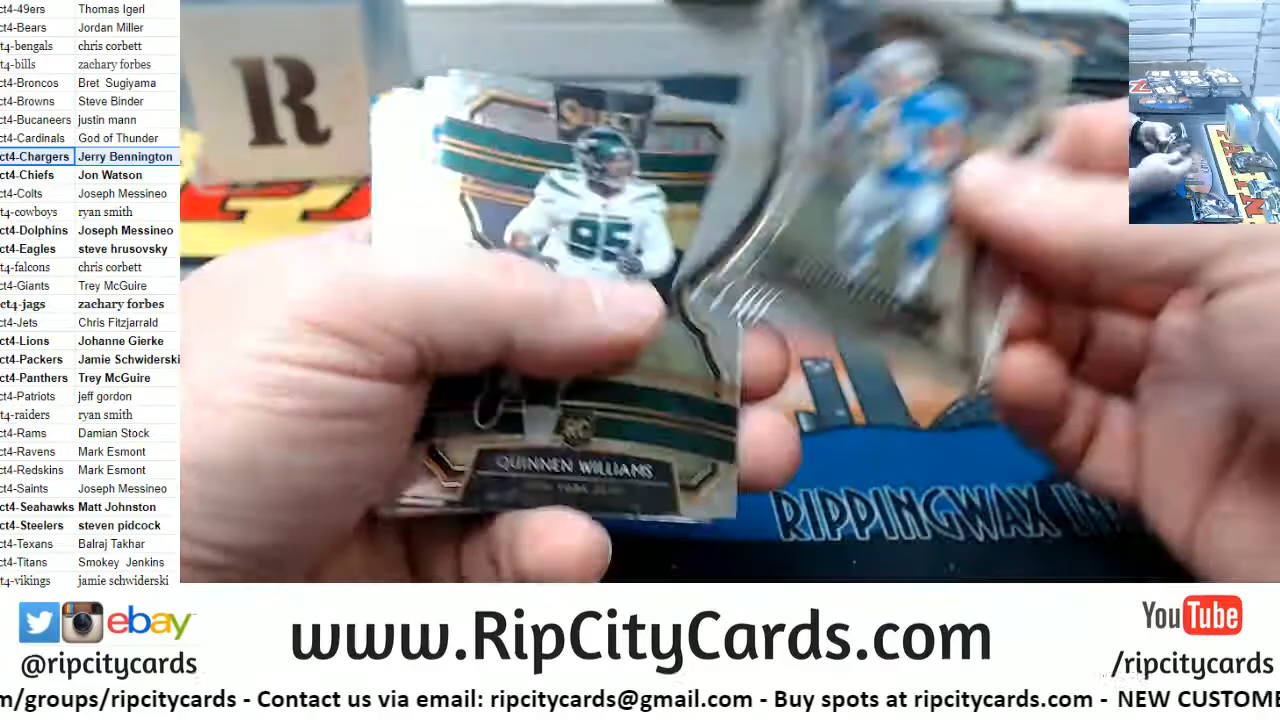 ct4-49ers Thomas Igerl
ct4-Bears Jordan Miller
t4-bengals chris corbett
t4-bills zachary forbes
ct4-Broncos Bret Sugiyama
ct4-Browns Steve Binder
ct4-Bucaneers justin mann
ct4-Cardinals God of Thunder
ct4-Chargers Jerry Bennington
ct4-Chiefs Jon Watson
ct4-Colts Joseph Messineo
t4-cowboys ryan smith
ct4-Dolphins Joseph Messineo
ct4-Eagles steve hrusovsky
t4-falcons chris corbett
ct4-Giants Trey McGuire
ct4-jags zachary forbes
ct4-Jets Chris Fitzjarrald
ct4-Lions Johanne Gierke
ct4-Packers Jamie Schwiderski
ct4-Panthers Trey McGuire
ct4-Patriots jeff gordon
t4-raiders ryan smith
ct4-Rams Damian Stock
ct4-Ravens Mark Esmont
ct4-Redskins Mark Esmont
ct4-Saints Joseph Messineo
ct4-Seahawks Matt Johnston
ct4-Steelers steven pidcock
ct4-Texans Balraj Takhar
ct4-Titans Smokey Jenkins
t4-vikings jamie schwiderski
R
SELECT
95
RC
QUINNEN WILLIAMS
RIPPINGWAX
ebay
@ripcitycards
www.RipCityCards.com
YouTube
/ripcitycards
m/groups/ripcitycards - Contact us via email: ripcitycards@gmail.com - Buy spots at ripcitycards.com - NEW CUSTOME